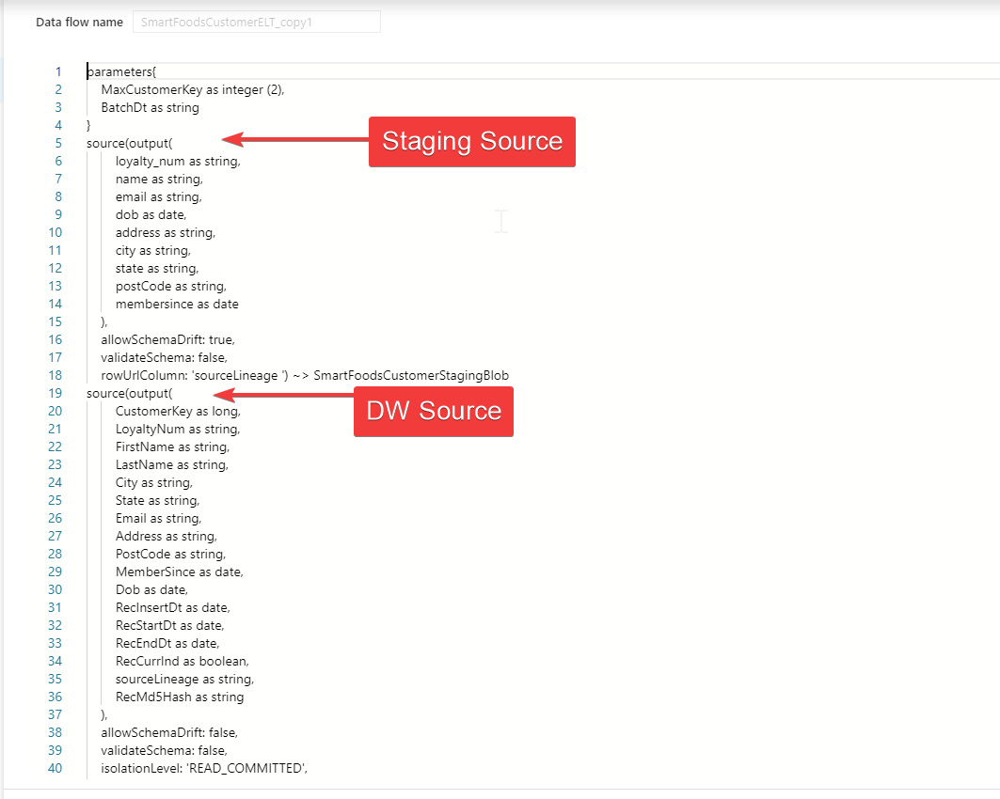 Data flow name SmartFoodsCustomerELT_copy1
1 parameters{
2 MaxCustomerKey as integer (2),
3 BatchDt as string
4 }
5 source(output(
Staging Source
6 loyalty_num as string,
7 name as string,
8 email as string,
9 dob as date,
10 address as string,
11 city as string,
12 state as string,
13 postCode as string,
14 membersince as date
15 ),
16 allowSchemaDrift: true,
17 validateSchema: false,
18 rowUrlColumn: 'sourceLineage ') ~> SmartFoodsCustomerStagingBlob
19 source(output(
DW Source
20 CustomerKey as long,
21 LoyaltyNum as string,
22 FirstName as string,
23 LastName as string,
24 City as string,
25 State as string,
26 Email as string,
27 Address as string,
28 PostCode as string,
29 MemberSince as date,
30 Dob as date,
31 RecInsertDt as date,
32 RecStartDt as date,
33 RecEndDt as date,
34 RecCurrInd as boolean,
35 sourceLineage as string,
36 RecMd5Hash as string
37 ),
38 allowSchemaDrift: false,
39 validateSchema: false,
40 isolationLevel: 'READ_COMMITTED',